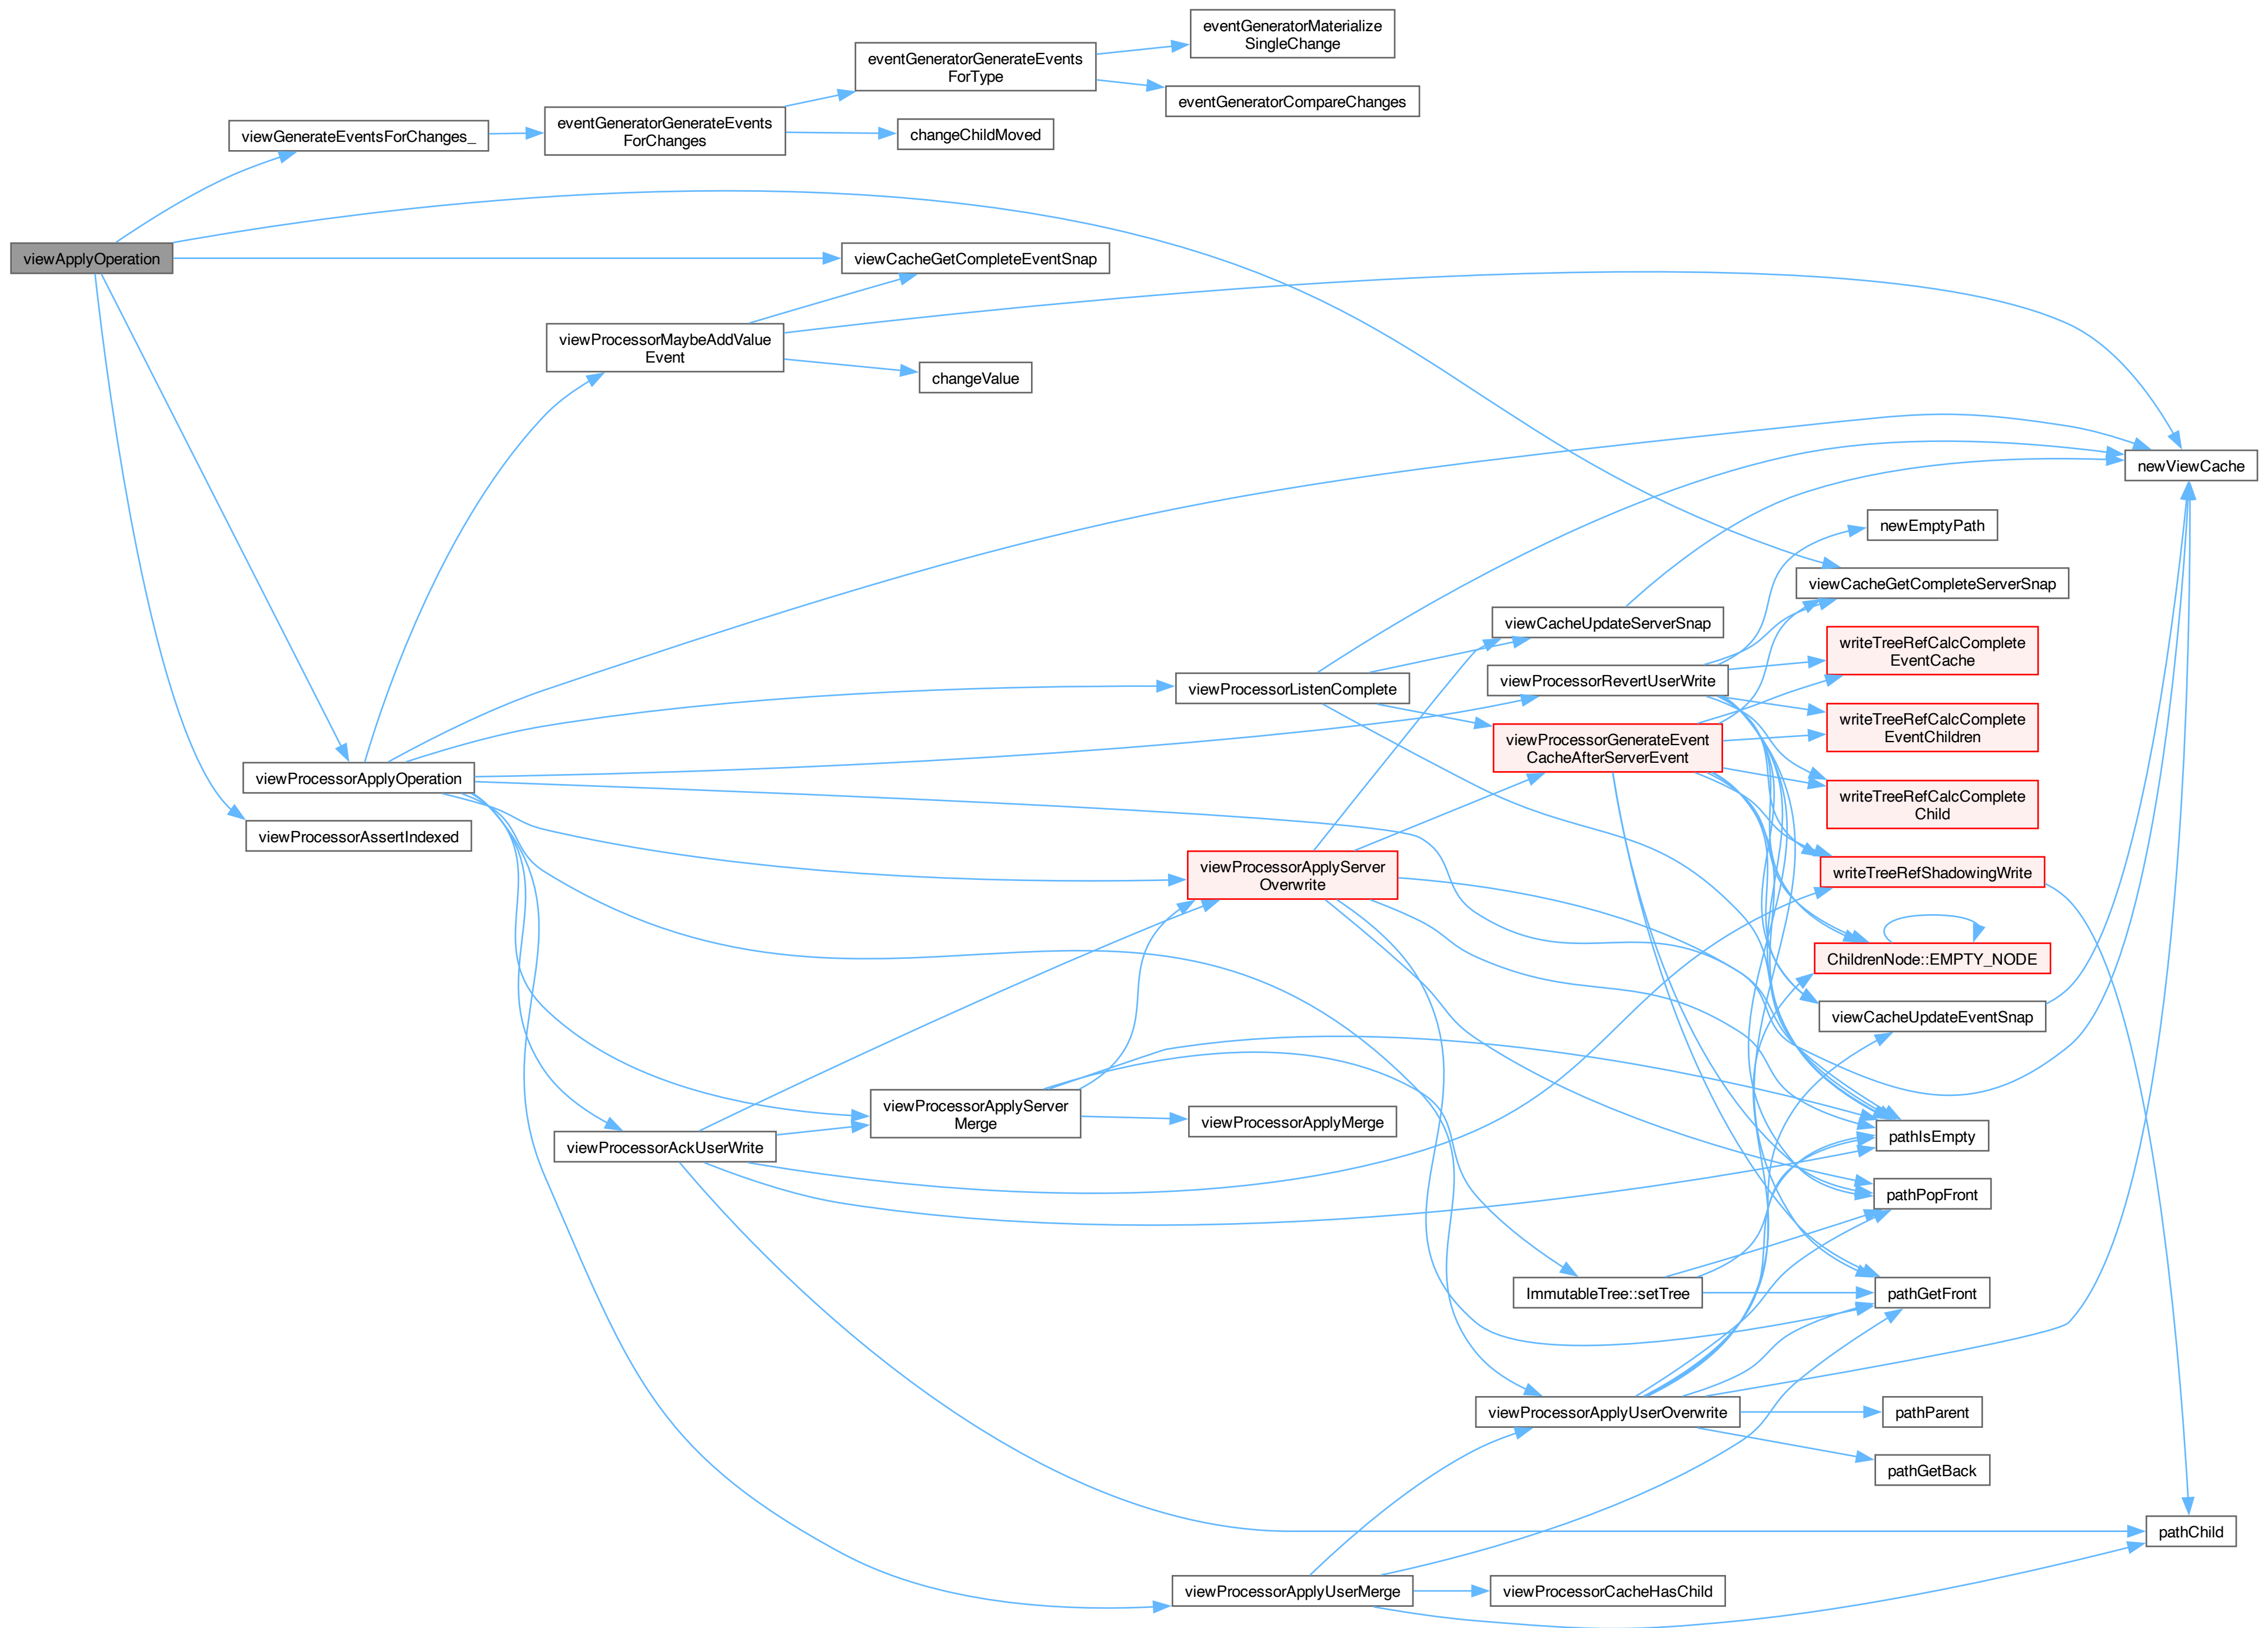 eventGeneratorMaterialize
SingleChange
eventGeneratorGenerateEvents
ForType
eventGeneratorCompareChanges
viewGenerateEventsForChanges_
eventGeneratorGenerateEvents
ForChanges
changeChildMoved
viewApplyOperation
viewCacheGetCompleteEventSnap
viewProcessorMaybeAddValue
Event
changeValue
newViewCache
newEmptyPath
viewCacheGetCompleteServerSnap
viewCacheUpdateServerSnap
writeTreeRefCalcComplete
EventCache
viewProcessorListenComplete
viewProcessorRevertUserWrite
writeTreeRefCalcComplete
EventChildren
viewProcessorGenerateEvent
CacheAfterServerEvent
viewProcessorApplyOperation
writeTreeRefCalcComplete
Child
viewProcessorAssertIndexed
viewProcessorApplyServer
Overwrite
writeTreeRefShadowingWrite
ChildrenNode::EMPTY_NODE
viewCacheUpdateEventSnap
viewProcessorApplyServer
Merge
viewProcessorApplyMerge
viewProcessorAckUserWrite
pathIsEmpty
pathPopFront
ImmutableTree::setTree
pathGetFront
viewProcessorApplyUserOverwrite
pathParent
pathGetBack
pathChild
viewProcessorApplyUserMerge
viewProcessorCacheHasChild